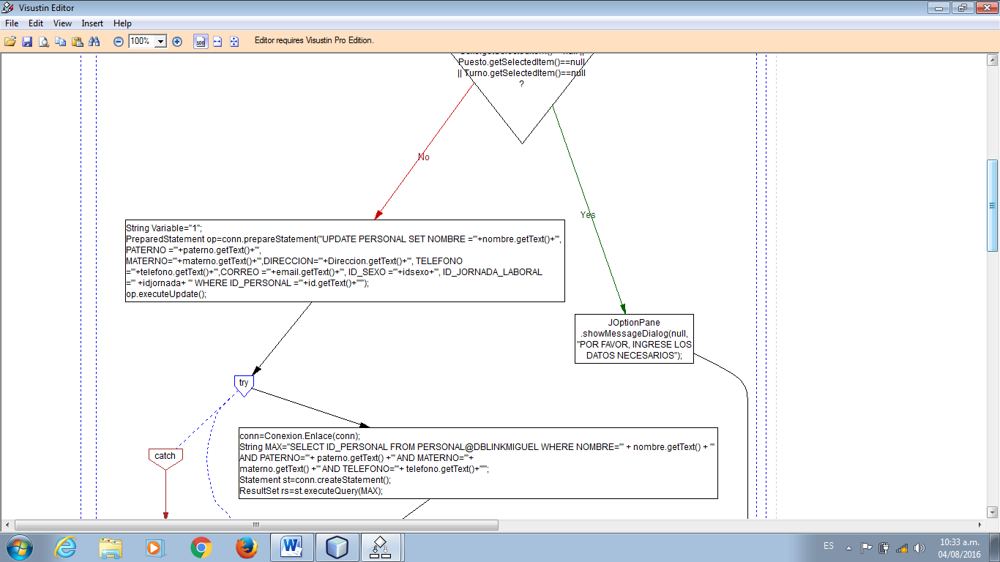 Visustin Editor
File Edit View Insert Help
100% 100 Editor requires Visustin Pro Edition.
Puesto.getSelectedItem()==null
|| Turno.getSelectedItem()==null
?
No
Yes
String Variable="1";
PreparedStatement op=conn.prepareStatement("UPDATE PERSONAL SET NOMBRE ='"+nombre.getText()+"',
PATERNO ='"+paterno.getText()+"',
MATERNO='"+materno.getText()+"',DIRECCION='"+Direccion.getText()+"', TELEFONO
='"+telefono.getText()+"',CORREO ='"+email.getText()+"', ID_SEXO ='"+idsexo+"', ID_JORNADA_LABORAL
='" +idjornada+ "' WHERE ID_PERSONAL ='"+id.getText()+"'");
op.executeUpdate();
JOptionPane
.showMessageDialog(null,
"POR FAVOR, INGRESE LOS
DATOS NECESARIOS");
try
catch
conn=Conexion.Enlace(conn);
String MAX="SELECT ID_PERSONAL FROM PERSONAL@DBLINKMIGUEL WHERE NOMBRE='" + nombre.getText() + "'
AND PATERNO='"+ paterno.getText() +"' AND MATERNO='"+
materno.getText() +"' AND TELEFONO='"+ telefono.getText()+"'";
Statement st=conn.createStatement();
ResultSet rs=st.executeQuery(MAX);
ES
10:33 a.m.
04/08/2016